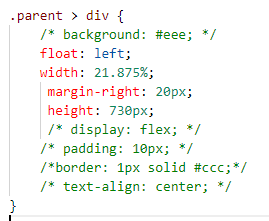 .parent > div {
/* background: #eee; */
float: left;
width: 21.875%;
margin-right: 20px;
height: 730px;
/* display: flex; */
/* padding: 10px; */
/*border: 1px solid #ccc;*/
/* text-align: center; */
}